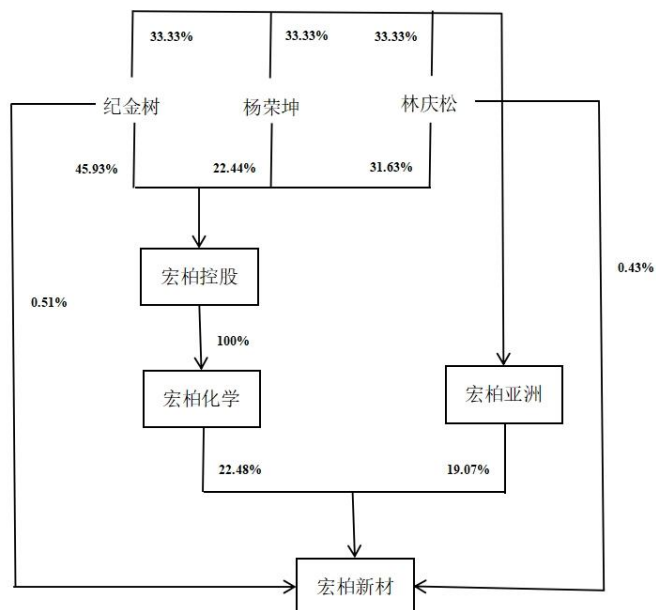 33.33%
33.33%
33.33%
纪金树
杨荣坤
林庆松
45.93%
22.44%
31.63%
宏柏控股
0.51%
0.43%
100%
宏柏化学
宏柏亚洲
22.48%
19.07%
宏柏新材